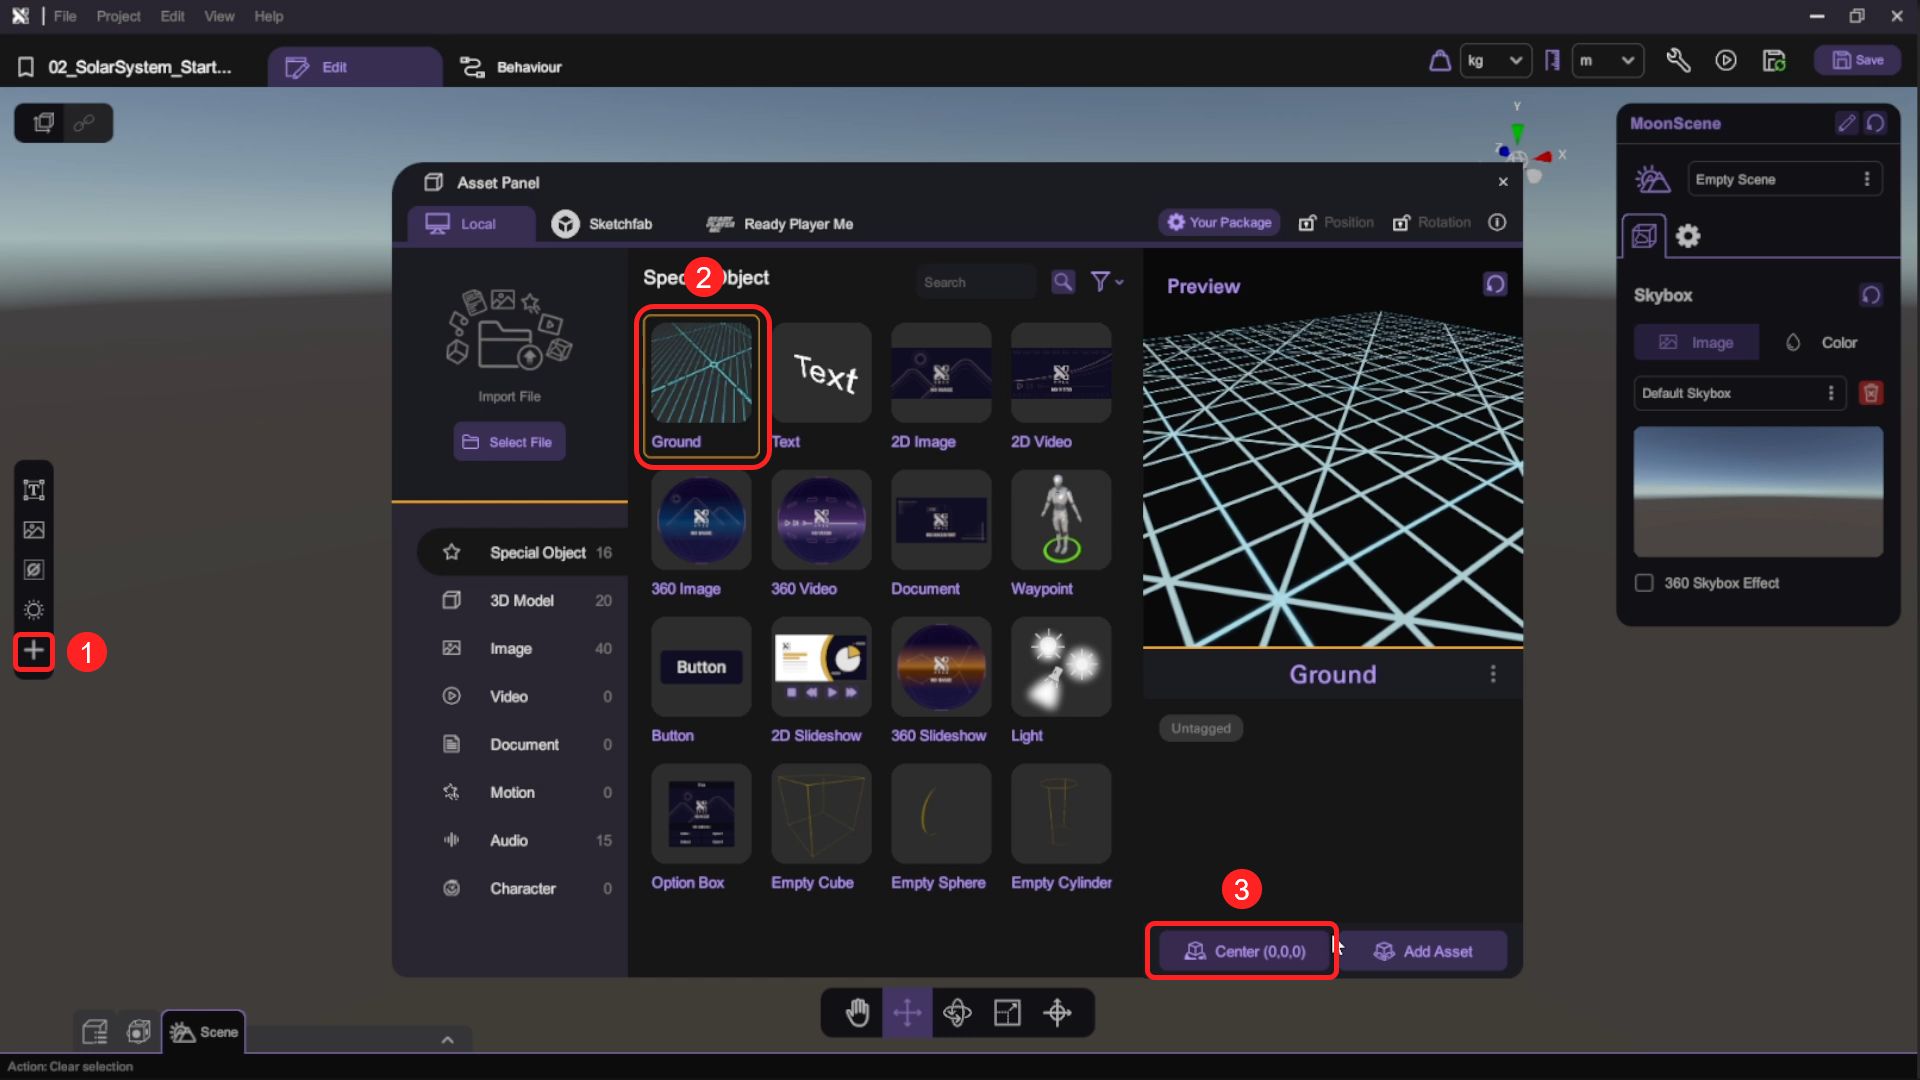 File
Project
Edit
View
Help
02_SolarSystem_Start...
Edit
Behaviour
kg
m
Save
Y
X
Z
MoonScene
Empty Scene
Skybox
Image
Color
Default Skybox
360 Skybox Effect
Asset Panel
Local
Sketchfab
Ready Player Me
Your Package
Position
Rotation
Import File
Select File
Special Object 16
3D Model 20
Image 40
Video 0
Document 0
Motion 0
Audio 15
Character 0
2
Search
Ground
Text
Text
2D Image
2D Video
360 Image
360 Video
Document
Waypoint
Button
Button
2D Slideshow
360 Slideshow
Light
Option Box
Empty Cube
Empty Sphere
Empty Cylinder
Preview
Ground
Untagged
3
Center (0,0,0)
Add Asset
1
Scene
Action: Clear selection